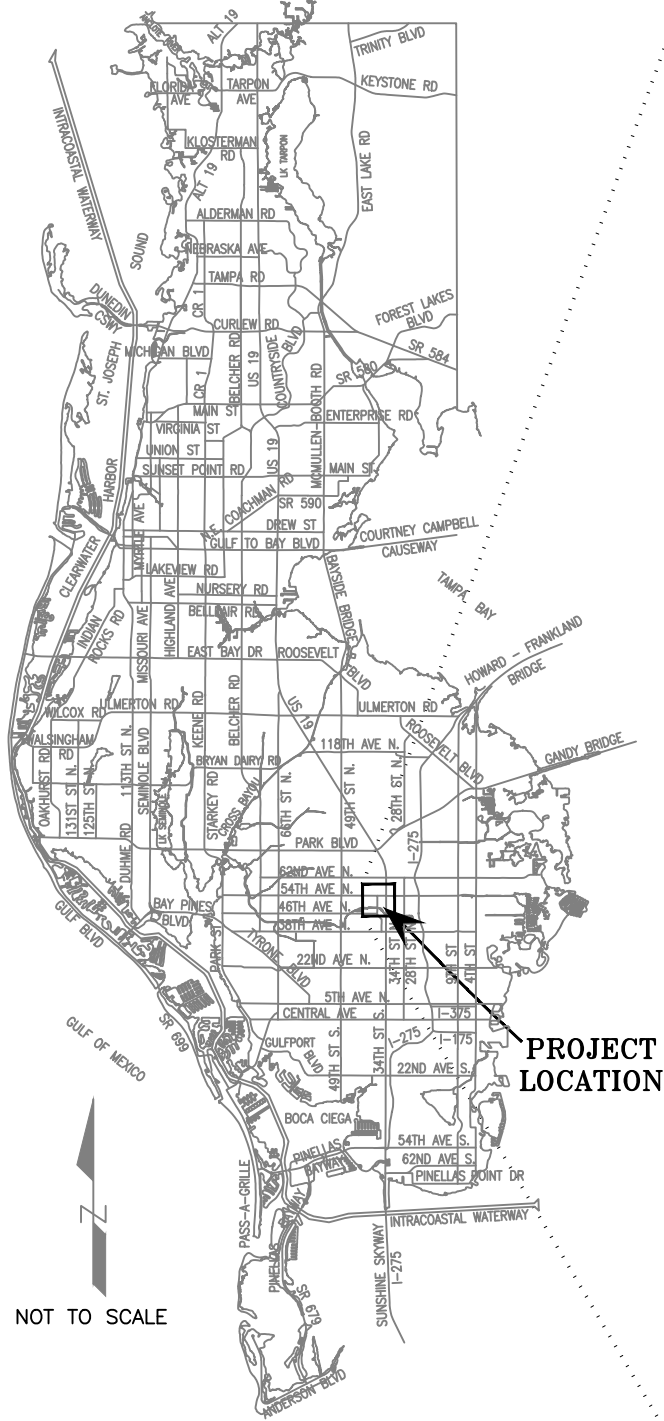 ALT 19
TRINITY BLVD
FLORIDA
AVE
TARPON
AVE
KEYSTONE RD
INTRACOASTAL WATERWAY
KLOSTERMAN
RD
LK TARPON
EAST LAKE RD
ALT 19
ALDERMAN RD
SOUND
NEBRASKA AVE
TAMPA RD
DUNEDIN
CSWY
CR 1
CURLEW RD
FOREST LAKES
BLVD
SR 584
MICHIGAN BLVD
BELCHER RD
US 19
COUNTRYSIDE
BLVD
ST. JOSEPH
CR 1
SR 580
MCMULLEN-BOOTH RD
MAIN ST
ENTERPRISE RD
VIRGINIA ST
UNION ST
US 19
SUNSET POINT RD
MAIN ST
HARBOR
N.E. COACHMAN RD
SR 590
MYRTLE AVE
DREW ST
GULF TO BAY BLVD
COURTNEY CAMPBELL
CAUSEWAY
CLEARWATER
LAKEVIEW RD
NURSERY RD
BAYSIDE BRIDGE
TAMPA BAY
BELLEAIR RD
HIGHLAND AVE
MISSOURI AVE
INDIAN
ROCKS RD
EAST BAY DR
ROOSEVELT
BLVD
HOWARD - FRANKLAND
BRIDGE
WILCOX RD
ULMERTON RD
KEENE RD
BELCHER RD
US 19
ULMERTON RD
WALSINGHAM
RD
118TH AVE N.
ROOSEVELT BLVD
GANDY BRIDGE
BRYAN DAIRY RD
OAKHURST RD
131ST ST N.
125TH ST
113TH ST N.
SEMINOLE BLVD
LK SEMINOLE
STARKEY RD
CROSS BAYOU
66TH ST N.
49TH ST N.
28TH ST. N.
I-275
DUHME RD
PARK BLVD
62ND AVE N.
54TH AVE N.
46TH AVE N.
38TH AVE N.
GULF BLVD
BAY PINES
BLVD
TYRONE BLVD
PARK ST
22ND AVE N.
34TH ST N.
28TH ST N.
9TH ST
4TH ST
5TH AVE N.
CENTRAL AVE
I-375
I-175
GULF OF MEXICO
SR 699
GULFPORT
BLVD
49TH ST S.
34TH ST S.
I-275
22ND AVE S.
PROJECT
LOCATION
BOCA CIEGA
54TH AVE S.
PINELLAS
BAYWAY
62ND AVE S.
PINELLAS POINT DR
PASS-A-GRILLE
INTRACOASTAL WATERWAY
PINELLAS
BAYWAY
SUNSHINE SKYWAY
I-275
N
NOT TO SCALE
SR 679
ANDERSON BLVD